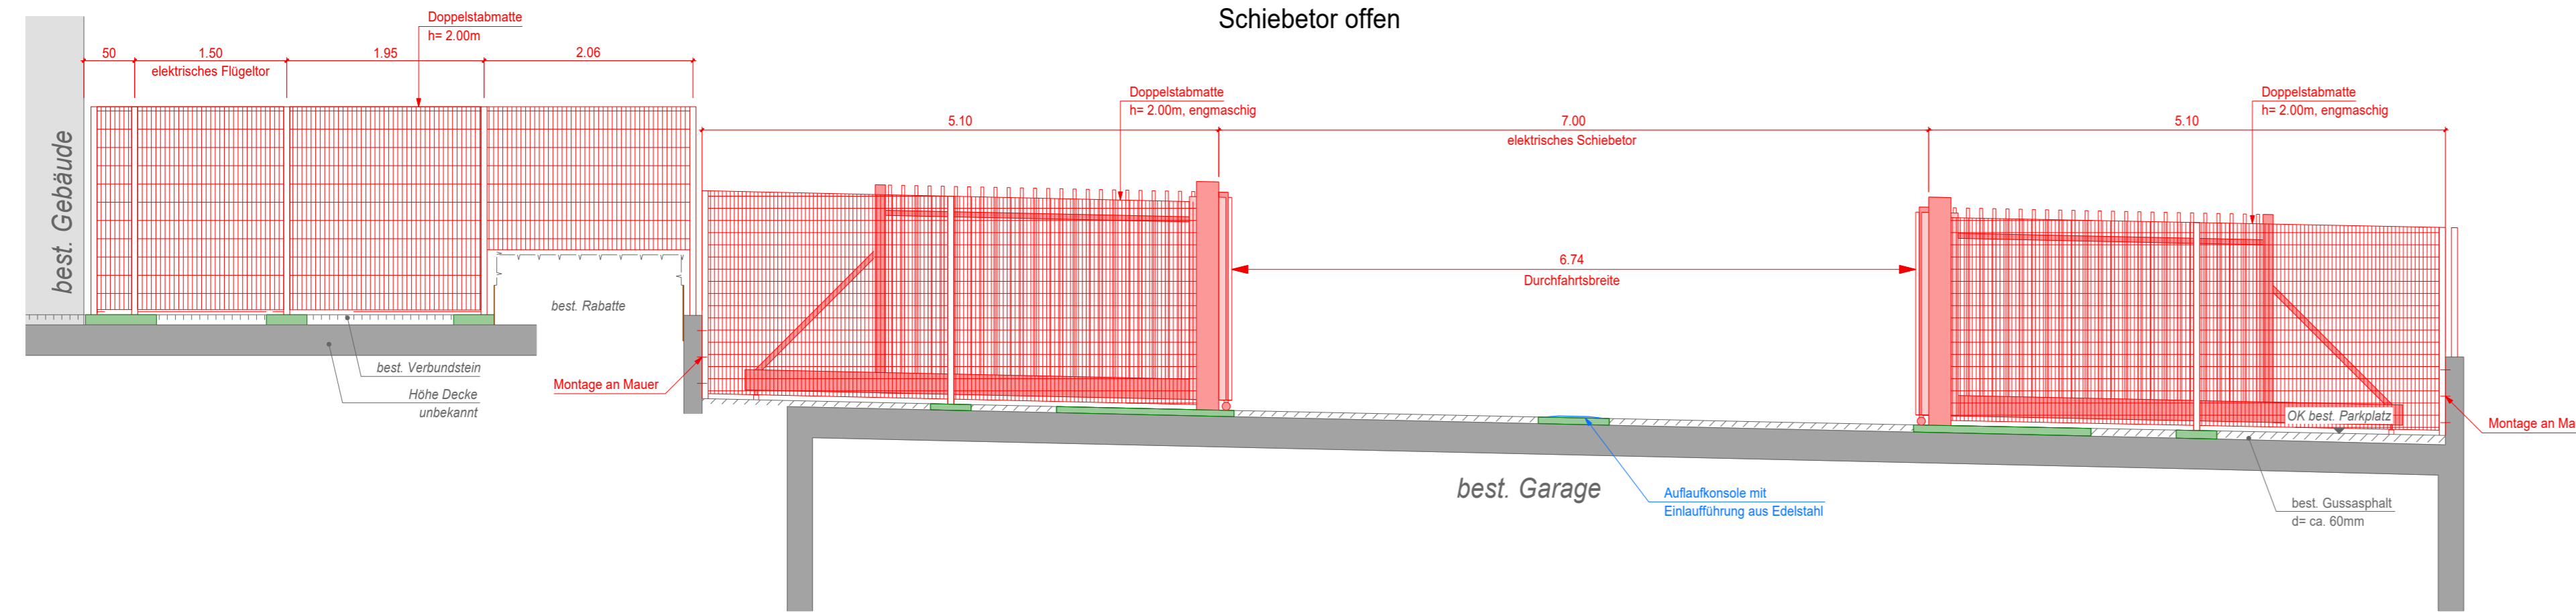 Schiebetor offen
Doppelstabmatte
h= 2.00m
50
1.50
1.95
2.06
elektrisches Flügeltor
best. Gebäude
best. Rabatte
best. Verbundstein
Höhe Decke
unbekannt
Montage an Mauer
Doppelstabmatte
h= 2.00m, engmaschig
5.10
7.00
elektrisches Schiebetor
5.10
Doppelstabmatte
h= 2.00m, engmaschig
6.74
Durchfahrtsbreite
OK best. Parkplatz
Montage an Ma
best. Garage
Auflaufkonsole mit
Einlaufführung aus Edelstahl
best. Gussasphalt
d= ca. 60mm